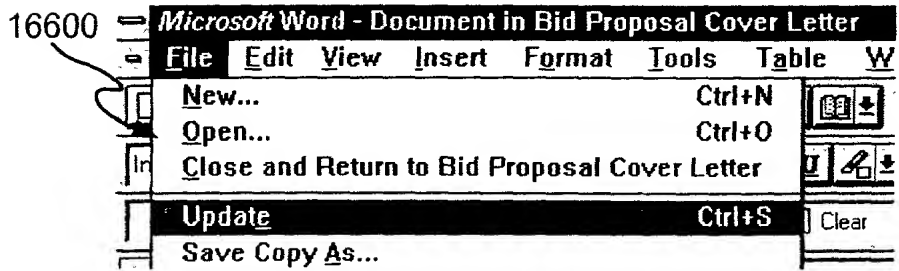 16600
Microsoft Word - Document in Bid Proposal Cover Letter
File Edit View Insert Format Tools Table W
New... Ctrl+N
Open... Ctrl+O
In Close and Return to Bid Proposal Cover Letter U
Update Ctrl+S Clear
Save Copy As...